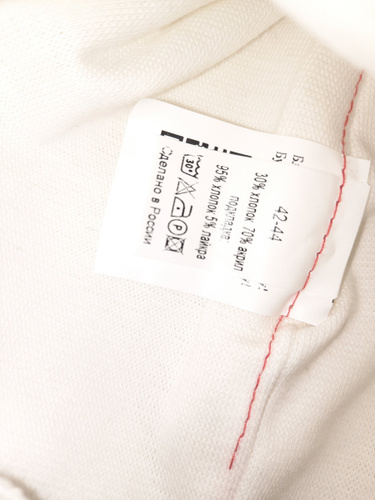 42-44
30% хлопок 70% акрил
подкладка
95% хлопок 5% лайкра
30°
Сделано в России